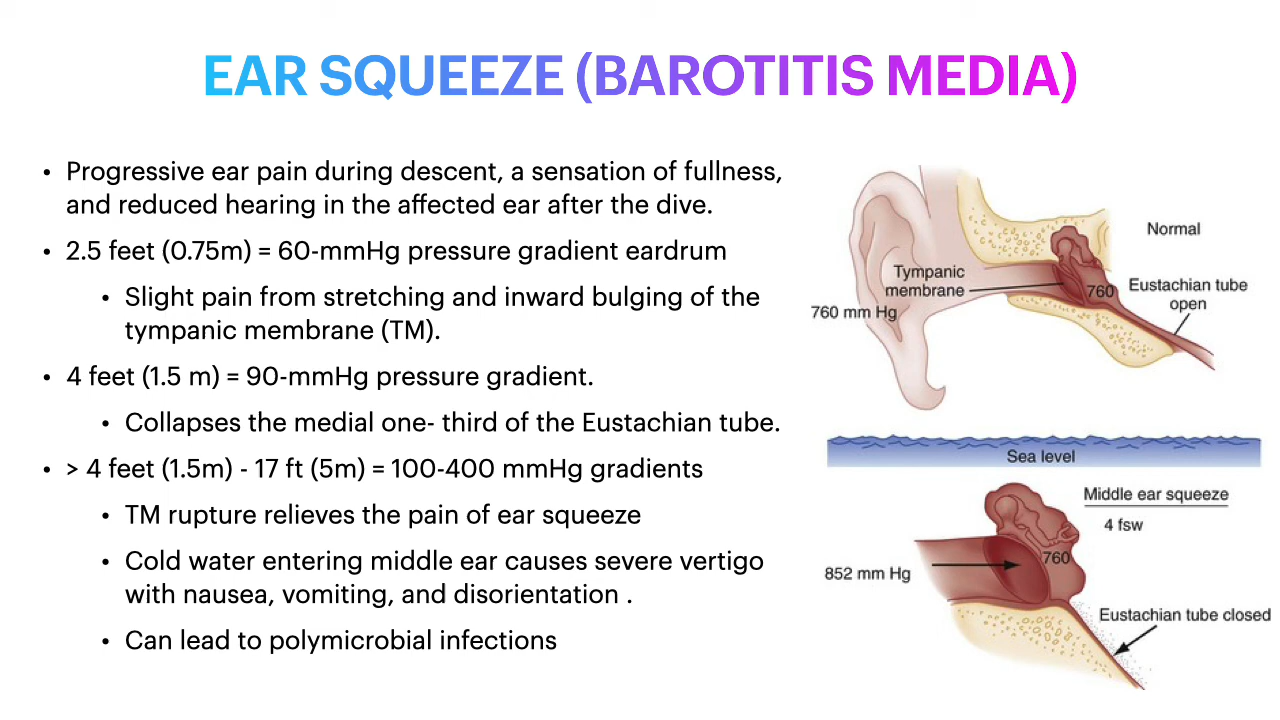 EAR SQUEEZE (BAROTITIS MEDIA)
• Progressive ear pain during descent, a sensation of fullness,
and reduced hearing in the affected ear after the dive.
• 2.5 feet (0.75m) = 60-mmHg pressure gradient eardrum
• Slight pain from stretching and inward bulging of the
tympanic membrane (TM).
• 4 feet (1.5 m) = 90-mmHg pressure gradient.
• Collapses the medial one- third of the Eustachian tube.
• > 4 feet (1.5m) - 17 ft (5m) = 100-400 mmHg gradients
• TM rupture relieves the pain of ear squeeze
• Cold water entering middle ear causes severe vertigo
with nausea, vomiting, and disorientation .
• Can lead to polymicrobial infections
Normal
Tympanic
membrane
760
Eustachian tube
open
760 mm Hg
Sea level
Middle ear squeeze
4 fsw
760
852 mm Hg
Eustachian tube closed